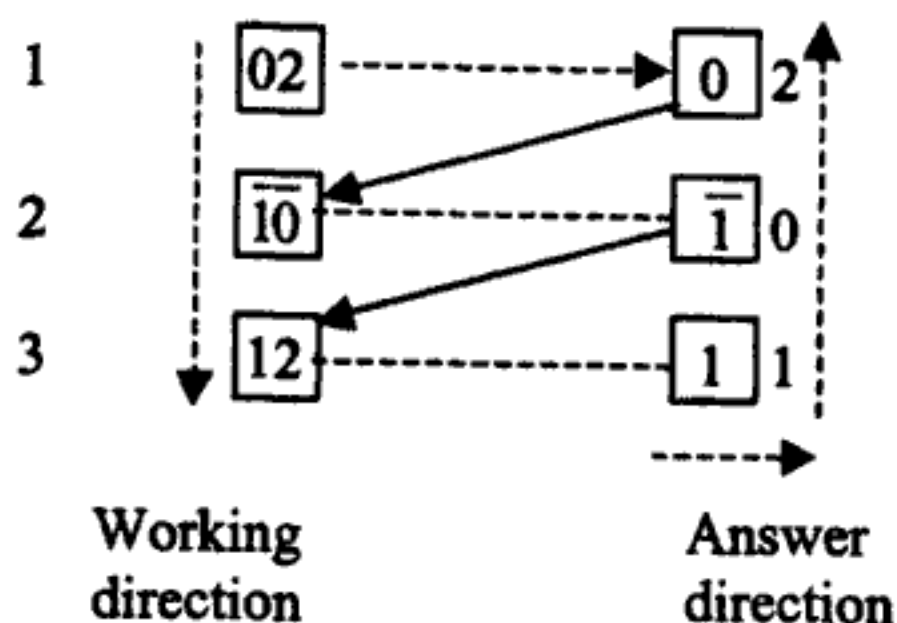 1 02 0 2
2 1̅0̅ 1̅ 0
3 12 1 1
Working Answer
direction direction